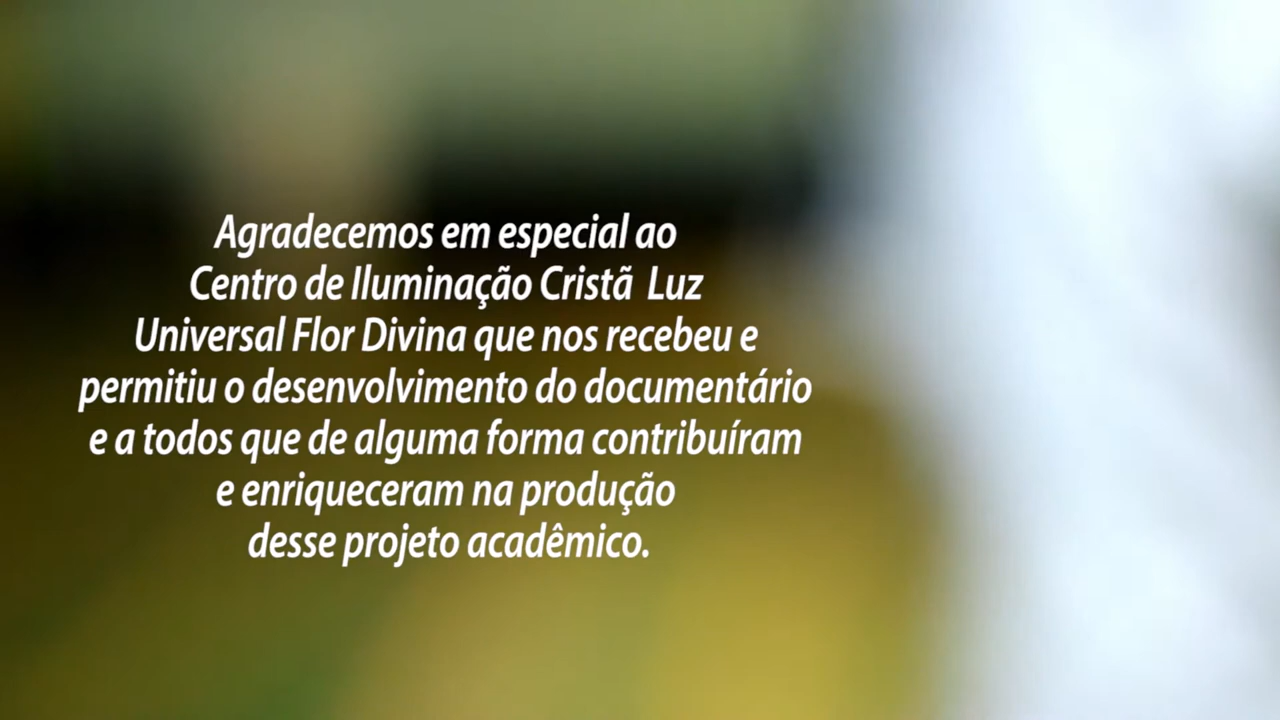 Agradecemos em especial ao
Centro de Iluminação Cristã Luz
Universal Flor Divina que nos recebeu e
permitiu o desenvolvimento do documentário
e a todos que de alguma forma contribuíram
e enriqueceram na produção
desse projeto acadêmico.